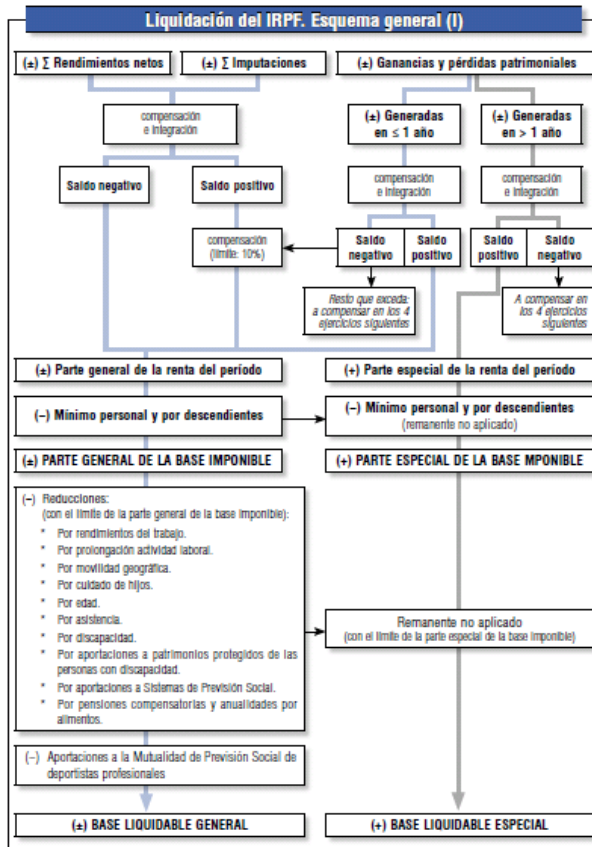 Liquidación del IRPF. Esquema general (I)
(±) Σ Rendimientos netos
(±) Σ Imputaciones
(±) Ganancias y pérdidas patrimoniales
compensación
e integración
(±) Generadas
en ≤ 1 año
(±) Generadas
en > 1 año
Saldo negativo
Saldo positivo
compensación
e integración
compensación
e integración
compensación
(límite: 10%)
Saldo
negativo
Saldo
positivo
Saldo
positivo
Saldo
negativo
Resto que exceda:
a compensar en los 4
ejercicios siguientes
A compensar en
los 4 ejercicios
siguientes
(±) Parte general de la renta del período
(+) Parte especial de la renta del período
(−) Mínimo personal y por descendientes
(−) Mínimo personal y por descendientes
(remanente no aplicado)
(±) PARTE GENERAL DE LA BASE IMPONIBLE
(+) PARTE ESPECIAL DE LA BASE MPONIBLE
(−) Reducciones:
(con el límite de la parte general de la base imponible):
* Por rendimientos del trabajo.
* Por prolongación actividad laboral.
* Por movilidad geográfica.
* Por cuidado de hijos.
* Por edad.
* Por asistencia.
* Por discapacidad.
* Por aportaciones a patrimonios protegidos de las
personas con discapacidad.
* Por aportaciones a Sistemas de Previsión Social.
* Por pensiones compensatorias y anualidades por
alimentos.
Remanente no aplicado
(con el límite de la parte especial de la base imponible)
(−) Aportaciones a la Mutualidad de Previsión Social de
deportistas profesionales
(±) BASE LIQUIDABLE GENERAL
(+) BASE LIQUIDABLE ESPECIAL